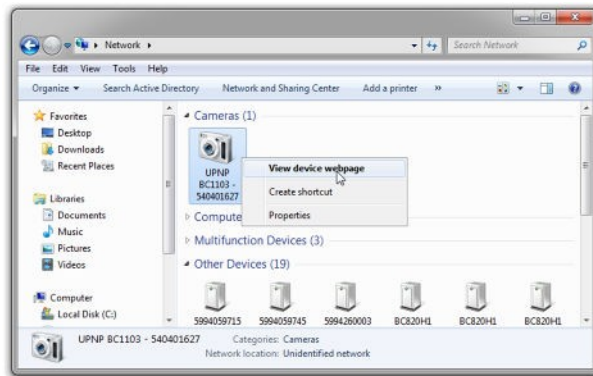 Network
Search Network
File Edit View Tools Help
Organize Search Active Directory Network and Sharing Center Add a printer »
Favorites
Desktop
Downloads
Recent Places
Libraries
Documents
Music
Pictures
Videos
Computer
Local Disk (C:)
Cameras (1)
UPNP
BC1103 -
540401627
View device webpage
Create shortcut
Properties
Compute
Multifunction Devices (3)
Other Devices (19)
5994059715 5994059745 5994260003 BC820H1 BC820H1 BC820H1
UPNP BC1103 - 540401627 Categories: Cameras
Network location: Unidentified network